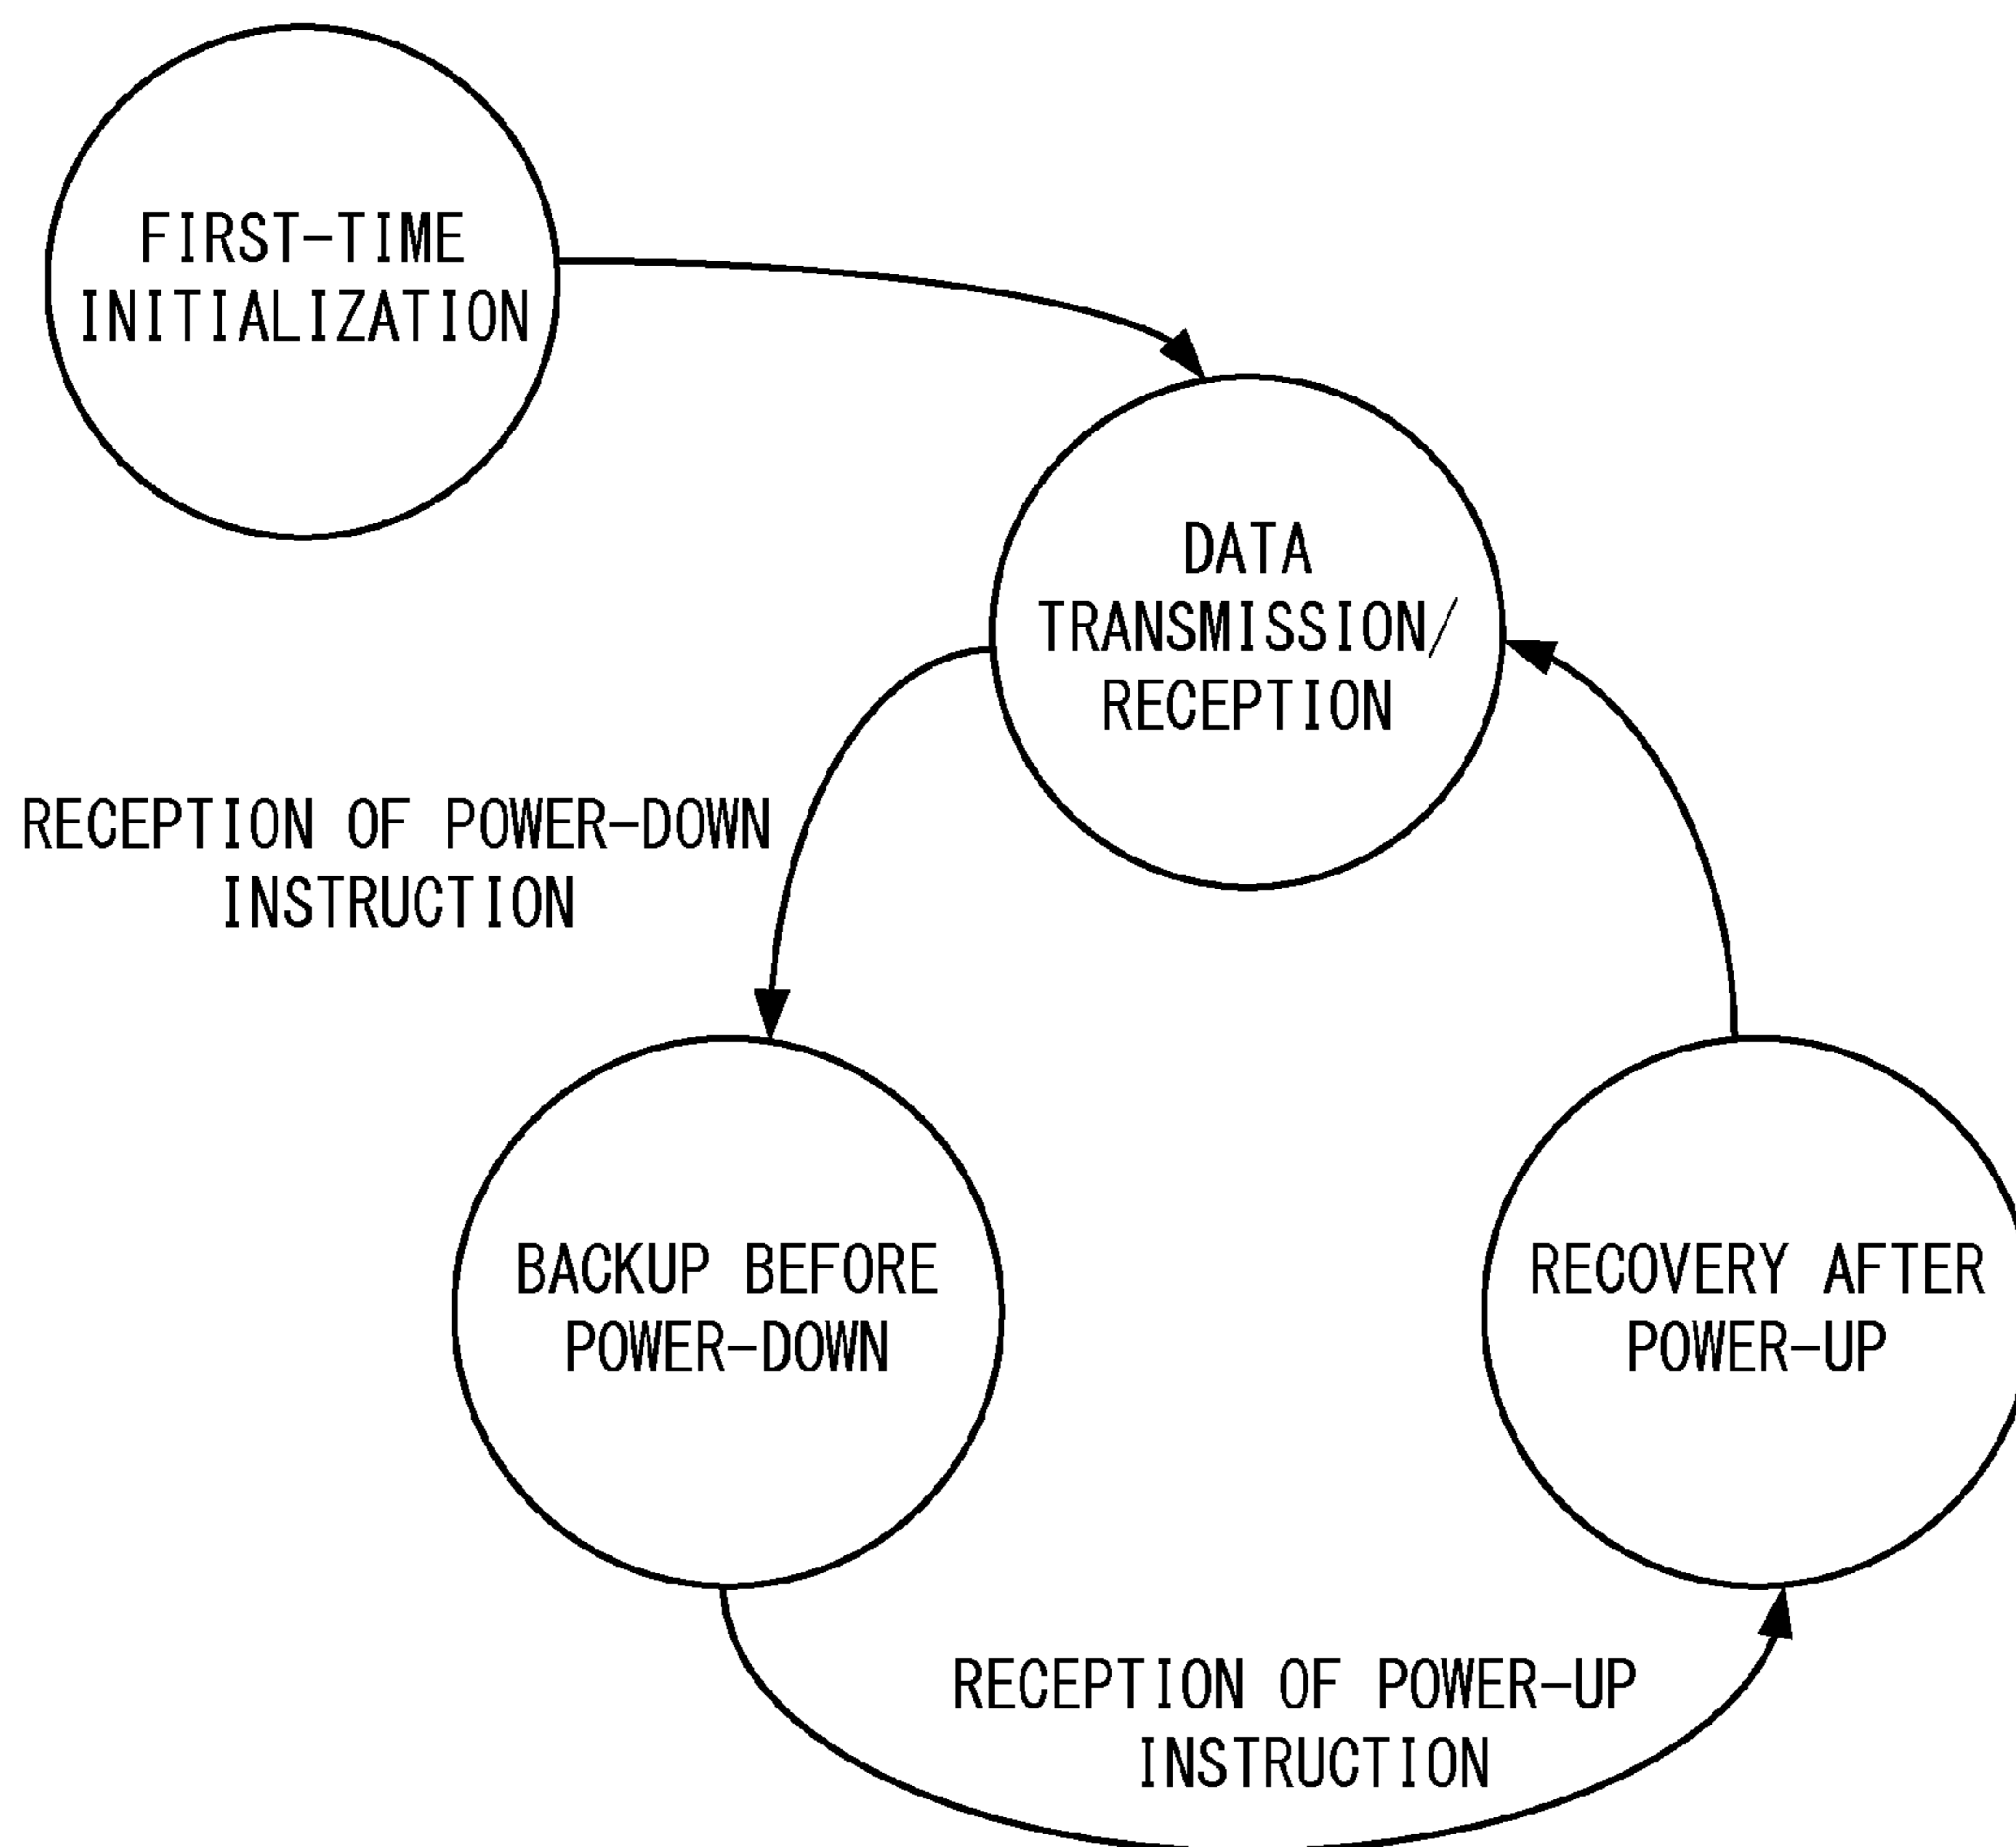 FIRST-TIME
INITIALIZATION
DATA
TRANSMISSION/
RECEPTION
RECEPTION OF POWER-DOWN
INSTRUCTION
BACKUP BEFORE
POWER-DOWN
RECOVERY AFTER
POWER-UP
RECEPTION OF POWER-UP
INSTRUCTION